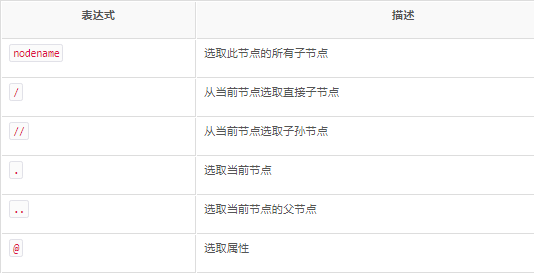 表达式 描述
nodename 选取此节点的所有子节点
/ 从当前节点选取直接子节点
// 从当前节点选取子孙节点
. 选取当前节点
.. 选取当前节点的父节点
@ 选取属性